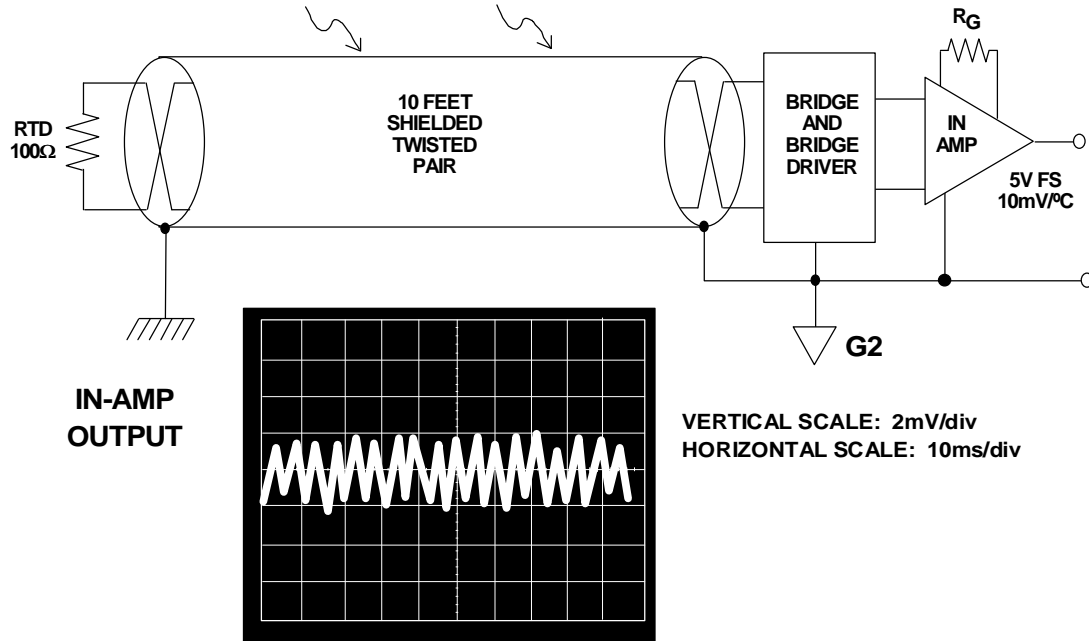 R_G
RTD
100Ω
10 FEET
SHIELDED
TWISTED
PAIR
BRIDGE
AND
BRIDGE
DRIVER
IN
AMP
5V FS
10mV/ºC
G2
IN-AMP
OUTPUT
VERTICAL SCALE: 2mV/div
HORIZONTAL SCALE: 10ms/div